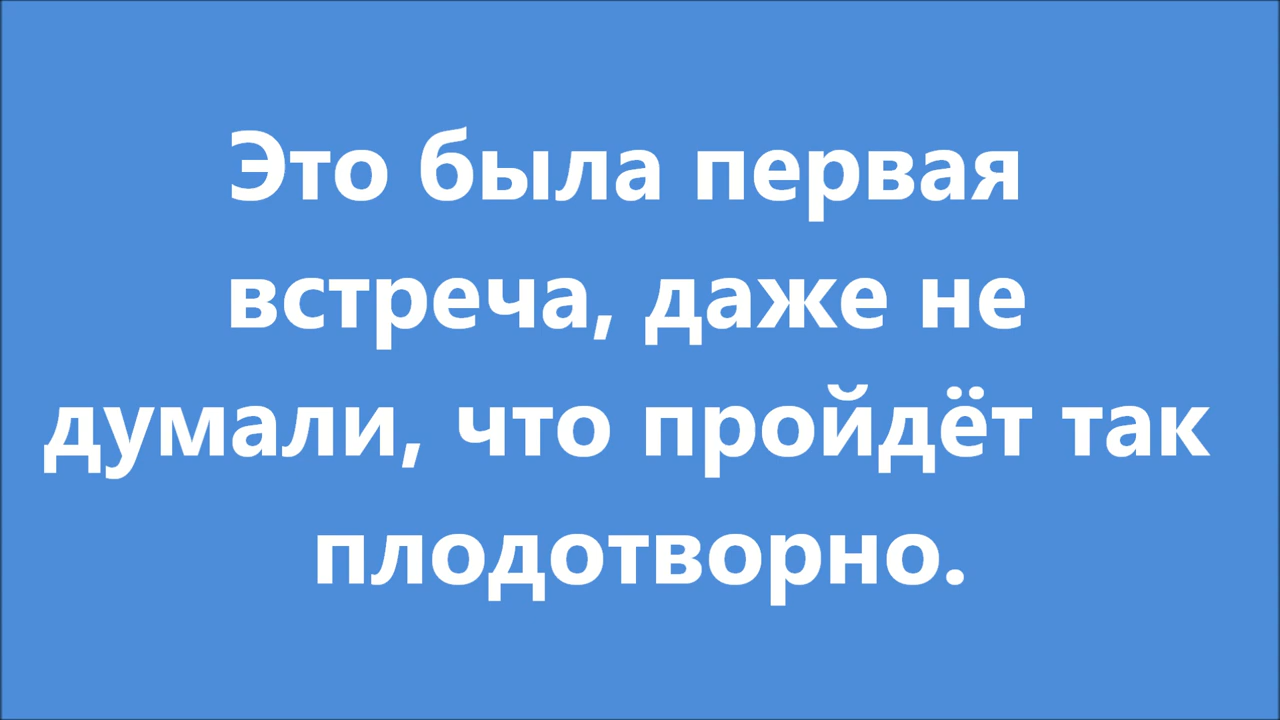 Это была первая
встреча, даже не
думали, что пройдёт так
плодотворно.